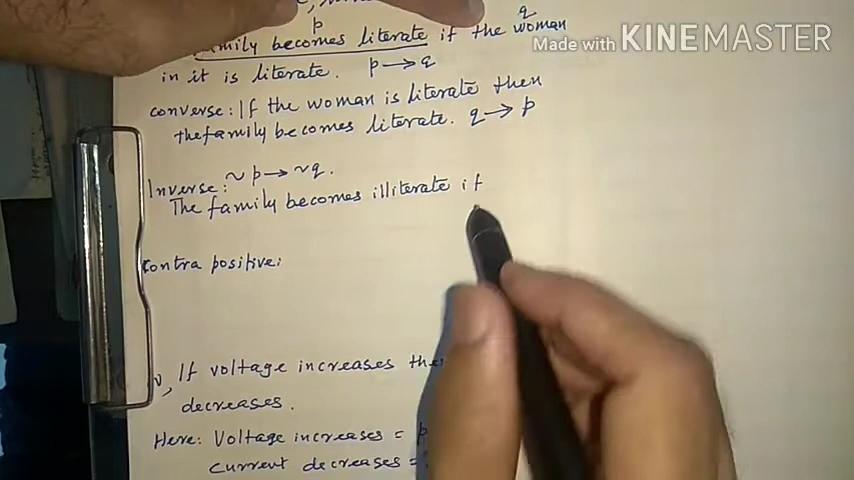 p
q
family becomes literate if the woman
Made with KINEMASTER
in it is literate. p→q
converse: If the woman is literate then
the family becomes literate. q→p
Inverse: ~p→~q.
The family becomes illiterate if
contra positive:
If voltage increases
decreases.
Here: Voltage increases = p
current decreases =